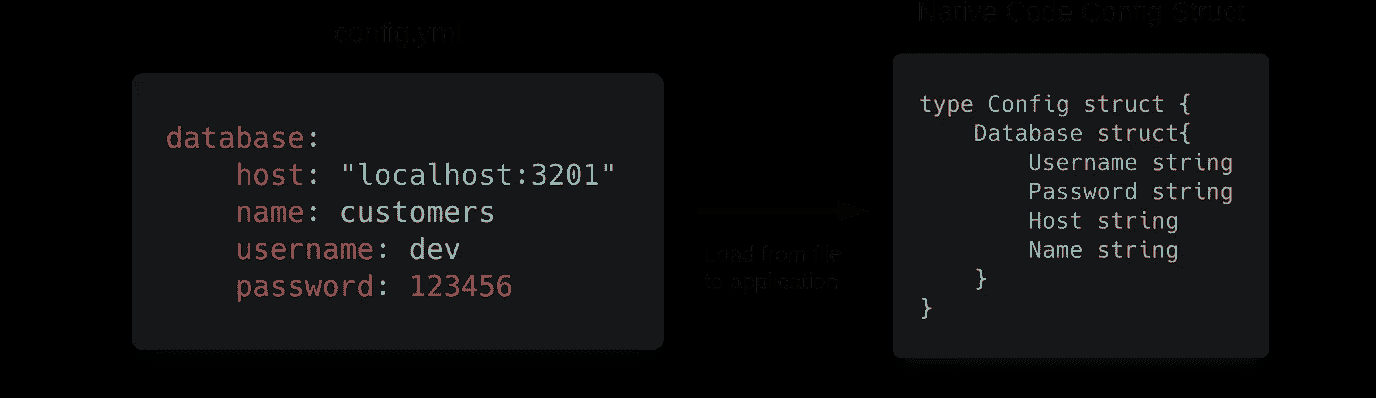 config.yml
database:
    host: "localhost:3201"
    name: customers
    username: dev
    password: 123456
Load from file
to application
Native Code Config Struct
type Config struct {
    Database struct{
        Username string
        Password string
        Host string
        Name string
    }
}